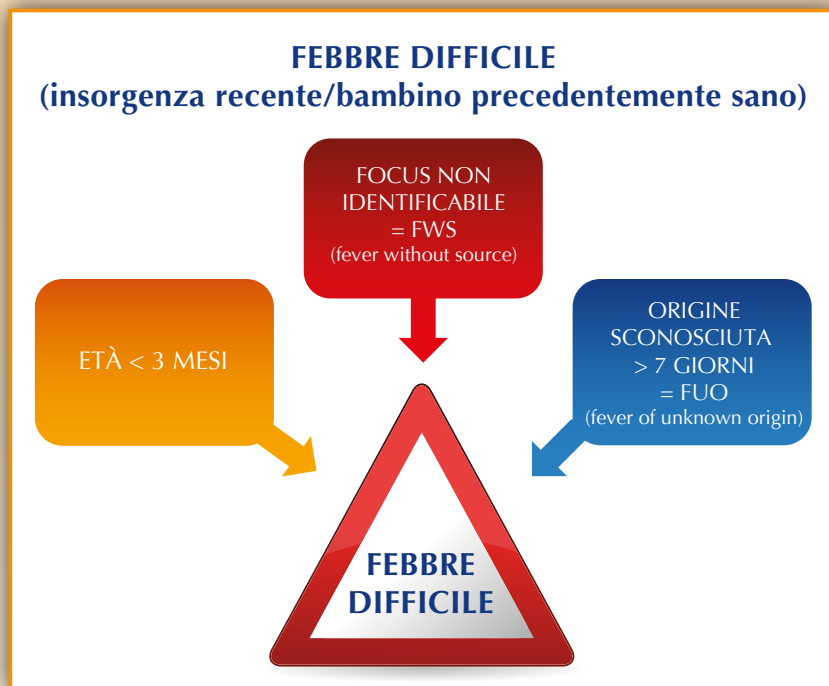 FEBBRE DIFFICILE
(insorgenza recente/bambino precedentemente sano)
FOCUS NON
IDENTIFICABILE
= FWS
(fever without source)
ETÀ < 3 MESI
ORIGINE
SCONOSCIUTA
> 7 GIORNI
= FUO
(fever of unknown origin)
FEBBRE
DIFFICILE